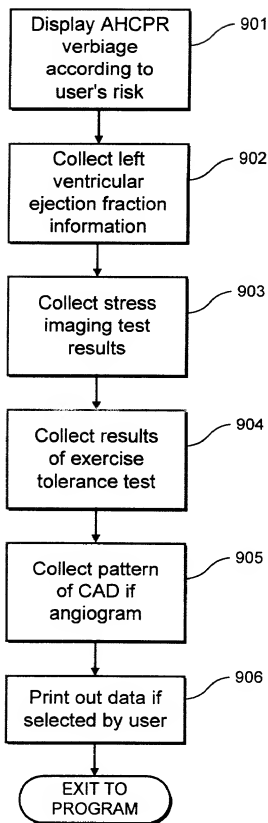 Display AHCPR
901
verbiage
according to
user's risk
Collect left
902
ventricular
ejection fraction
information
903
Collect stress
imaging test
results
904
Collect results
of exercise
tolerance test
905
Collect pattern
of CAD if
angiogram
906
Print out data if
selected by user
EXIT TO
PROGRAM